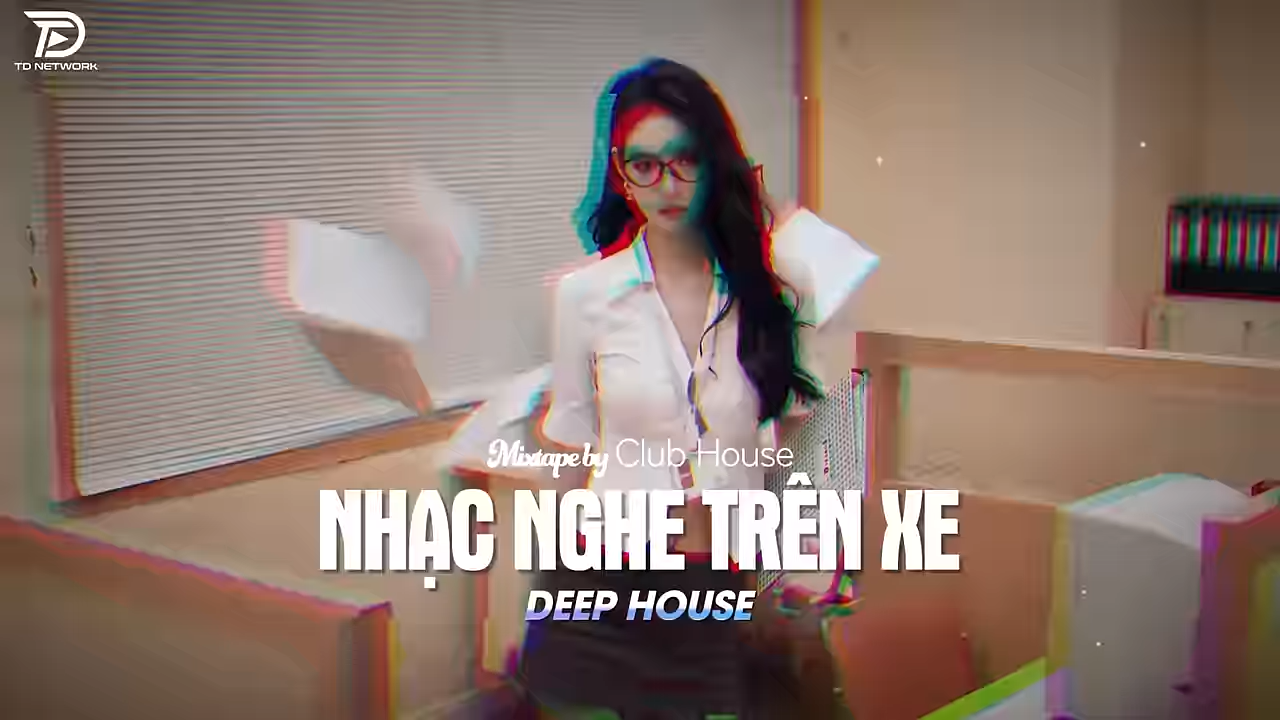 TD NETWORK
Mixtape by Club House
NHẠC NGHE TRÊN XE
DEEP HOUSE